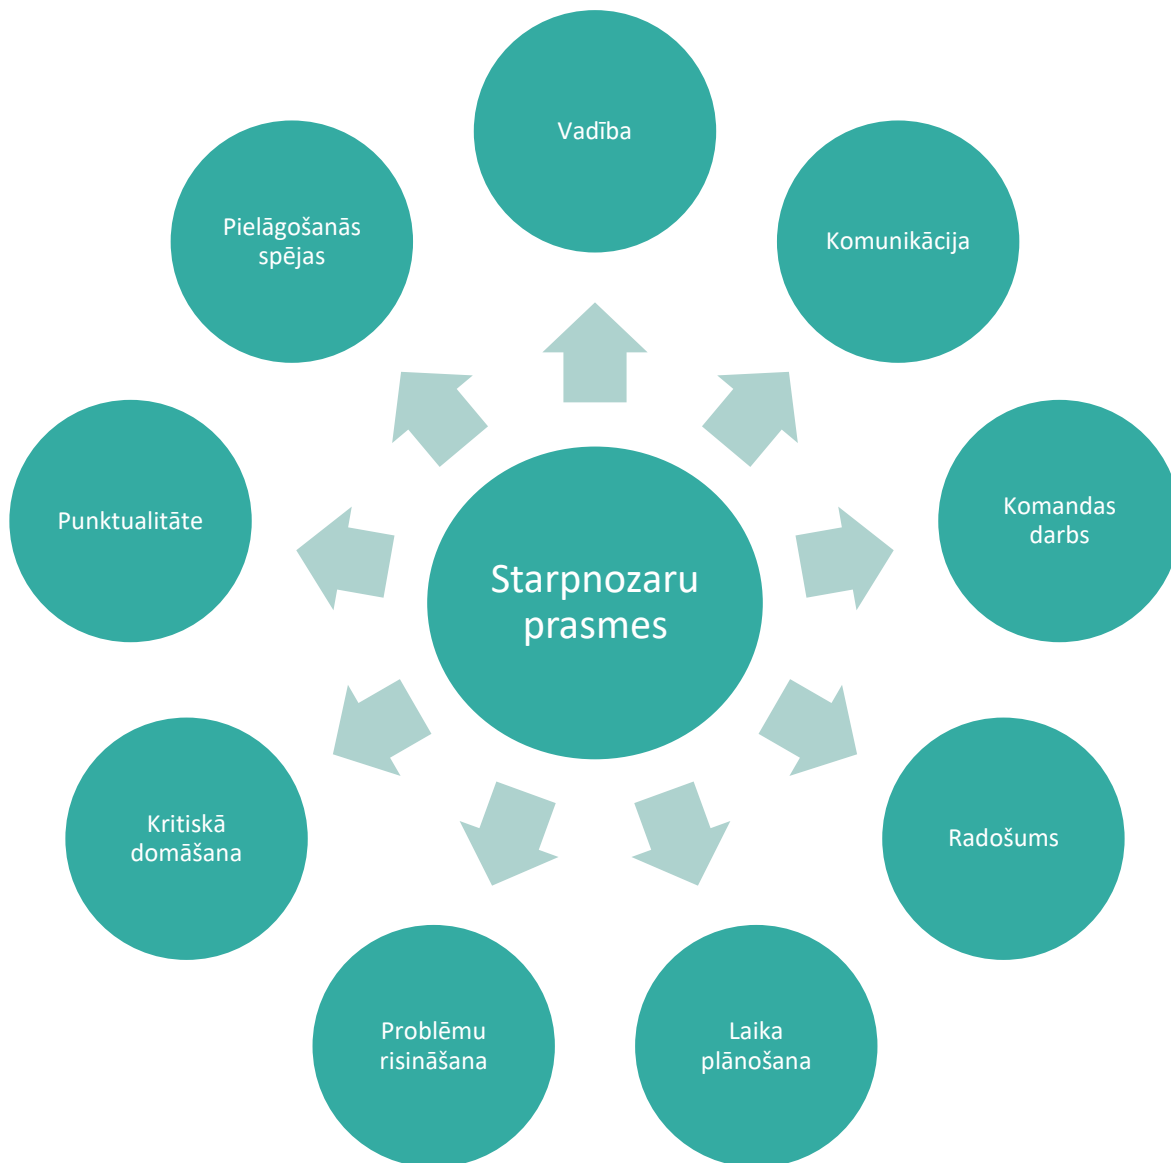 Vadība
Pielāgošanās
spējas
Komunikācija
Punktualitāte
Komandas
darbs
Starpnozaru
prasmes
Kritiskā
domāšana
Radošums
Problēmu
risināšana
Laika
plānošana